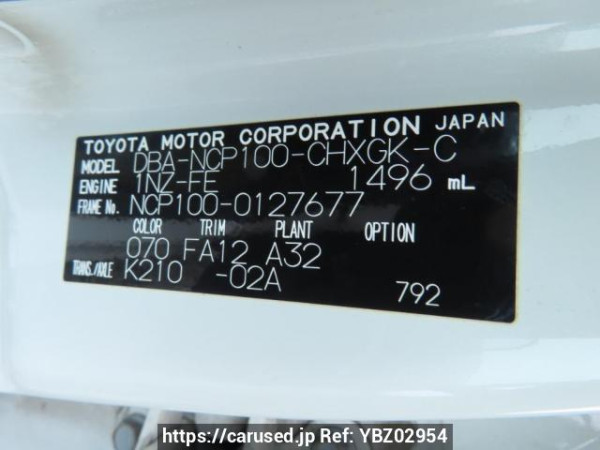 TOYOTA MOTOR CORPORATION JAPAN
MODEL DBA-NCP100-CHXGK-C
ENGINE 1NZ-FE 1496 mL
FRAME No. NCP100-0127677
COLOR TRIM PLANT OPTION
070 FA12 A32
TRANS./AXLE K210 -02A
792
https://carused.jp Ref: YBZ02954